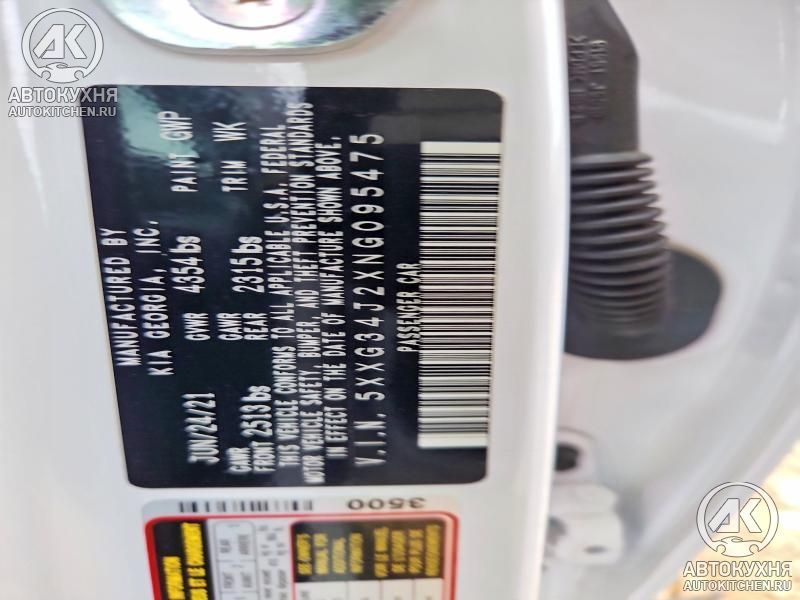 АВТОКУХНЯ
AUTOKITCHEN.RU
MANUFACTURED BY
KIA GEORGIA, INC.
JUN/24/21 GVWR 4354 lbs PAINT GWP
GAWR FRONT 2513 lbs GAWR REAR 2315 lbs TRIM WK
THIS VEHICLE CONFORMS TO ALL APPLICABLE U.S.A. FEDERAL
MOTOR VEHICLE SAFETY, BUMPER, AND THEFT PREVENTION STANDARDS
IN EFFECT ON THE DATE OF MANUFACTURE SHOWN ABOVE.
V.I.N. 5XXG34J2XNG095475
PASSENGER CAR
3500
АВТОКУХНЯ
AUTOKITCHEN.RU